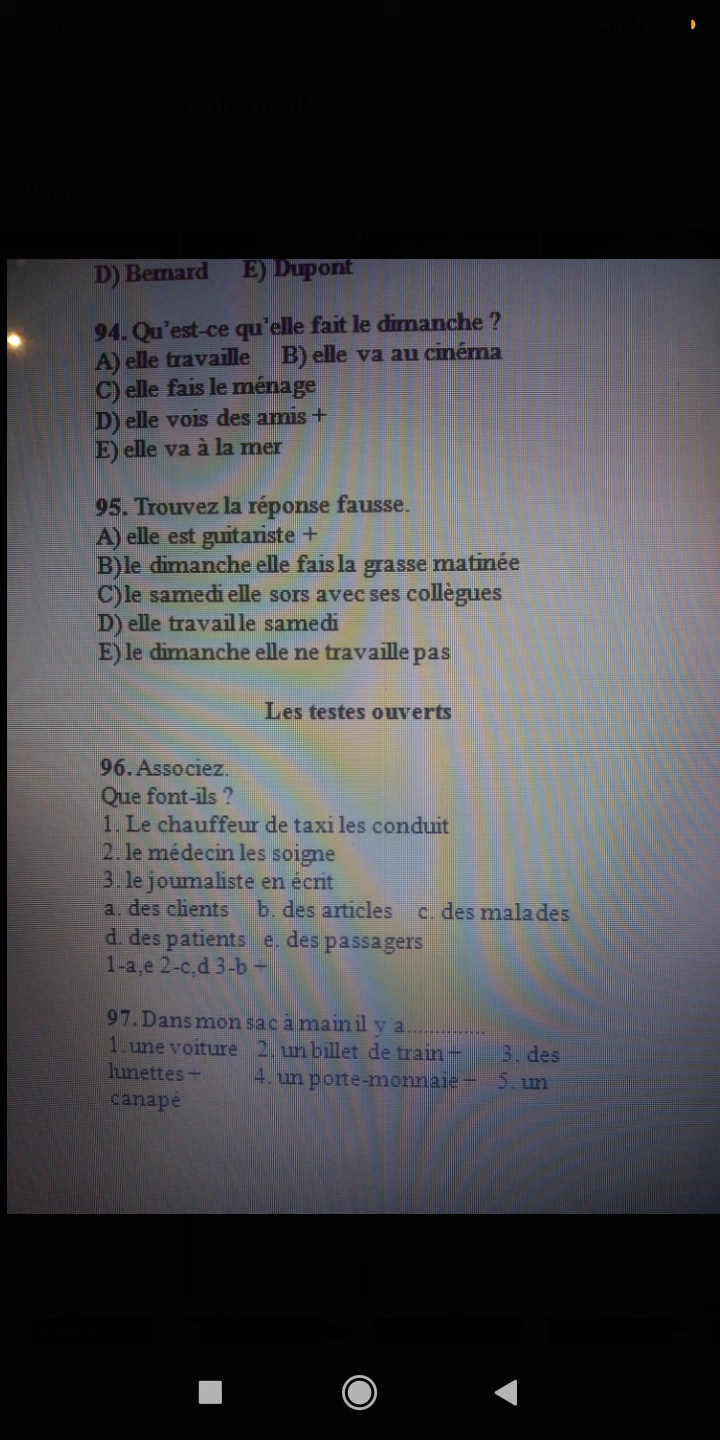 D) Bernard E) Dupont
94. Qu'est-ce qu'elle fait le dimanche ?
A) elle travaille B) elle va au cinéma
C) elle fais le ménage
D) elle vois des amis +
E) elle va à la mer
95. Trouvez la réponse fausse.
A) elle est guitariste +
B)le dimanche elle fais la grasse matinée
C)le samedi elle sors avec ses collègues
D) elle travaille samedi
E) le dimanche elle ne travaille pas
Les testes ouverts
96. Associez.
Que font-ils ?
1. Le chauffeur de taxi les conduit
2. le médecin les soigne
3. le journaliste en écrit
a. des clients b. des articles c. des malades
d. des patients e. des passagers
1-a,e 2-c,d 3-b +
97. Dans mon sac à main il y a..............
1.une voiture 2. un billet de train + 3. des
lunettes + 4. un porte-monnaie + 5. un
canapé